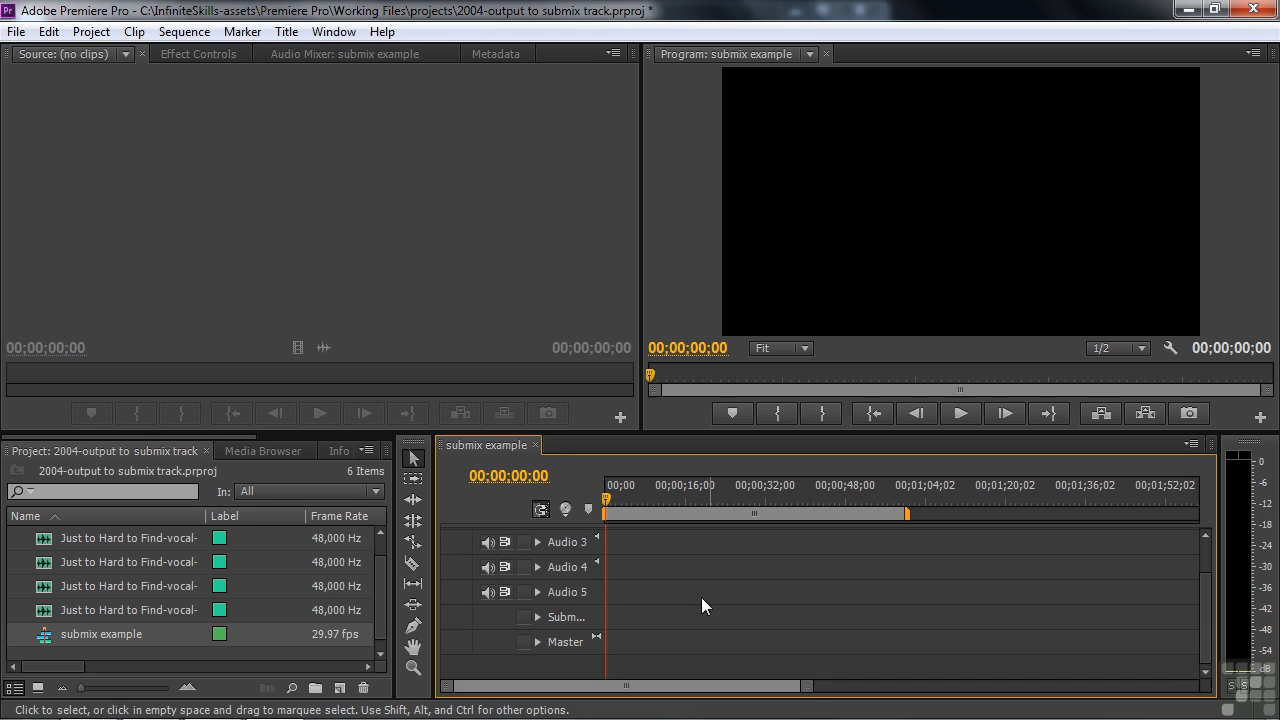 Pr Adobe Premiere Pro - C:\InfiniteSkills-assets\Premiere Pro\Working Files\projects\2004-output to submix track.prproj *
File Edit Project Clip Sequence Marker Title Window Help
Source: (no clips) Effect Controls Audio Mixer: submix example Metadata
Program: submix example
00;00;00;00 00;00;00;00
00;00;00;00 Fit 1/2 00;00;00;00
Project: 2004-output to submix track Media Browser Info
2004-output to submix track.prproj 6 Items
In: All
Name Label Frame Rate
Just to Hard to Find-vocal- 48,000 Hz
Just to Hard to Find-vocal- 48,000 Hz
Just to Hard to Find-vocal- 48,000 Hz
Just to Hard to Find-vocal- 48,000 Hz
submix example 29.97 fps
submix example
00;00;00;00
00;00 00;00;16;00 00;00;32;00 00;00;48;00 00;01;04;02 00;01;20;02 00;01;36;02 00;01;52;02
Audio 3
Audio 4
Audio 5
Subm...
Master
0
-6
-12
-18
-24
-30
-36
-42
-48
-54
dB
S S
Click to select, or click in empty space and drag to marquee select. Use Shift, Alt, and Ctrl for other options.